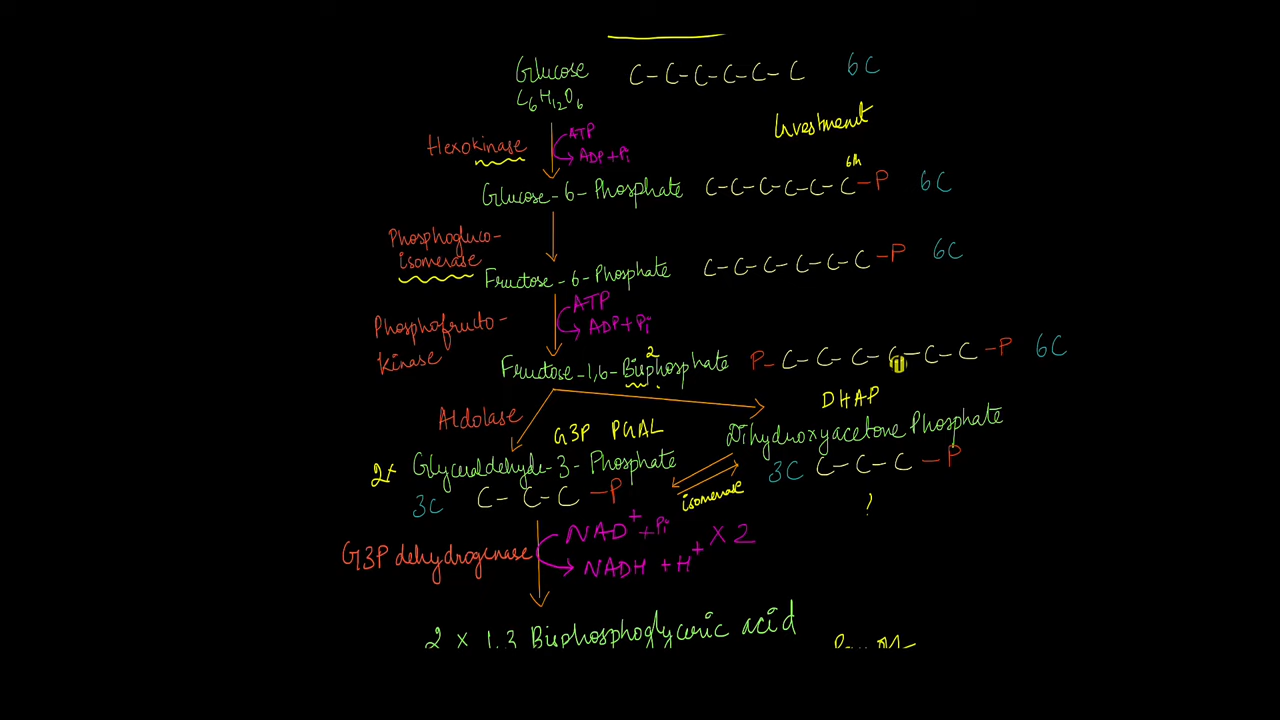 Glucose C-C-C-C-C-C 6C
C6H12O6
Investment
Hexokinase ATP
ADP+Pi
6th
Glucose-6-Phosphate C-C-C-C-C-C-P 6C
Phosphogluco-
isomerase
Fructose-6-Phosphate C-C-C-C-C-C-P 6C
ATP
Phosphofructo- ADP+Pi
kinase
2
Fructose-1,6-Bisphosphate P-C-C-C-C-C-C-P 6C
DHAP
Aldolase G3P PGAL Dihydroxyacetone Phosphate
2x Glyceraldehyde-3-Phosphate 3C C-C-C-P
3C C-C-C-P isomerase ?
NAD+ + Pi
G3P dehydrogenase NADH + H+ X2
2 x 1,3 Bisphosphoglyceric acid